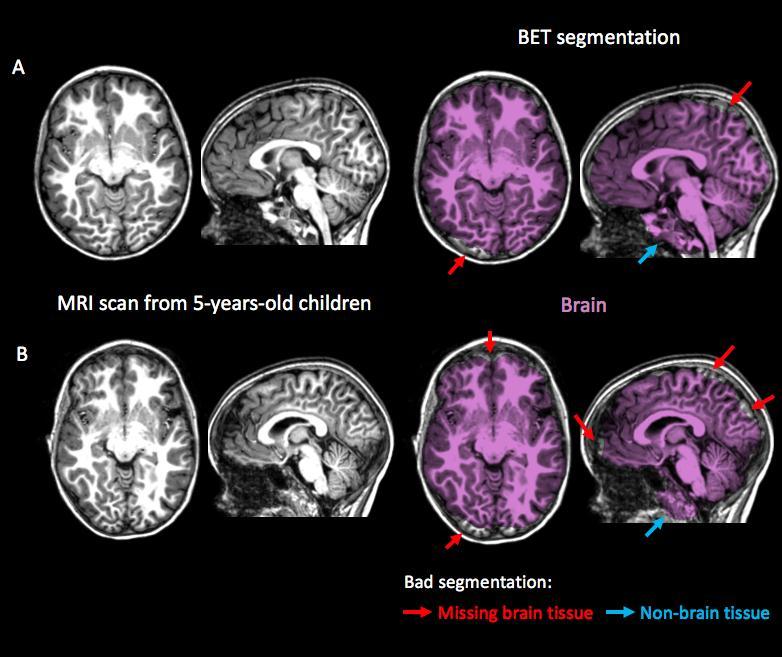 BET segmentation
A
MRI scan from 5-years-old children
Brain
B
Bad segmentation:
Missing brain tissue
Non-brain tissue